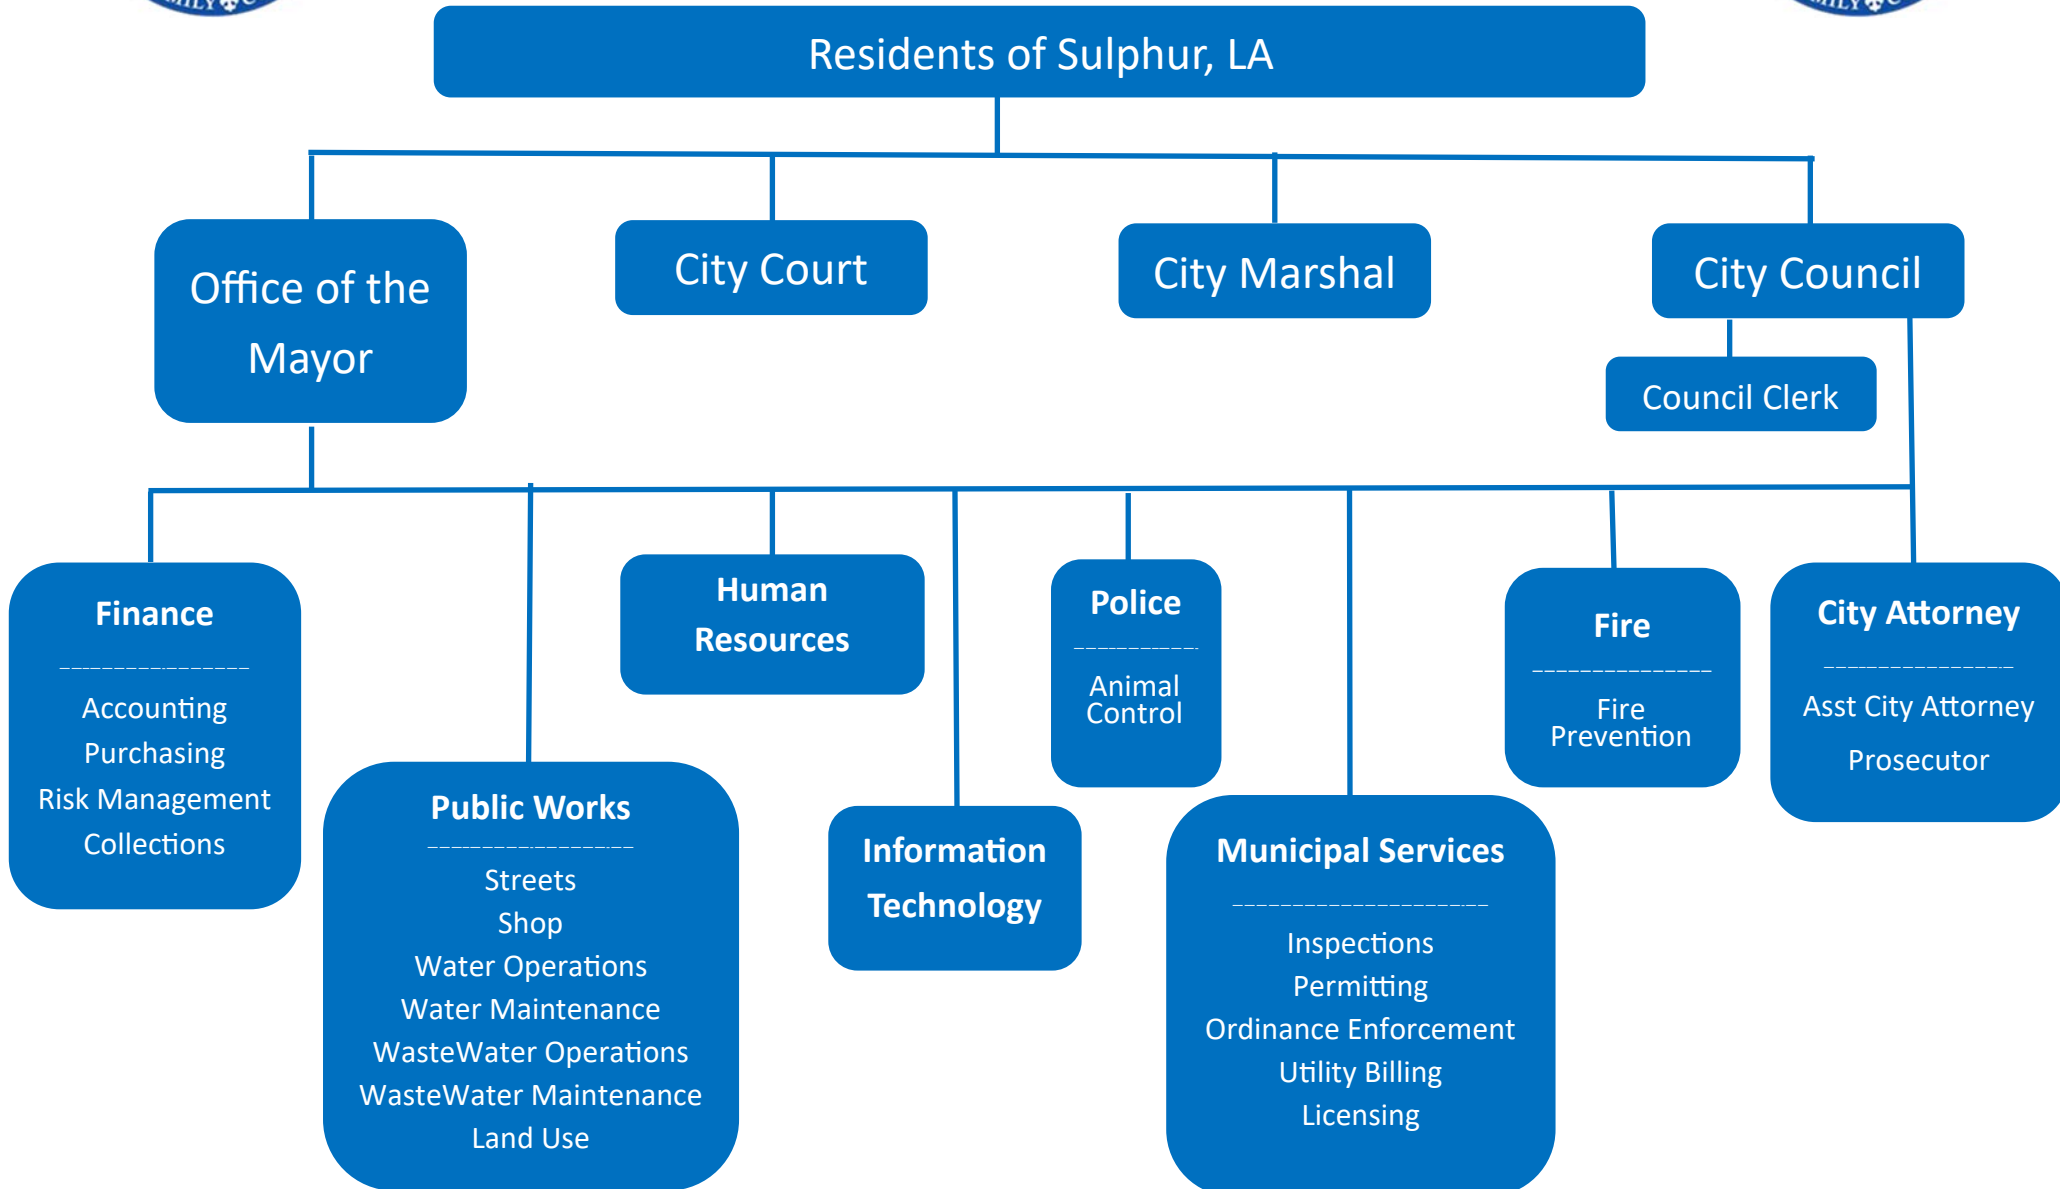 Residents of Sulphur, LA
Office of the
Mayor
City Court
City Marshal
City Council
Council Clerk
Finance
Accounting
Purchasing
Risk Management
Collections
Public Works
Streets
Shop
Water Operations
Water Maintenance
WasteWater Operations
WasteWater Maintenance
Land Use
Human
Resources
Information
Technology
Police
Animal
Control
Municipal Services
Inspections
Permitting
Ordinance Enforcement
Utility Billing
Licensing
Fire
Fire
Prevention
City Attorney
Asst City Attorney
Prosecutor